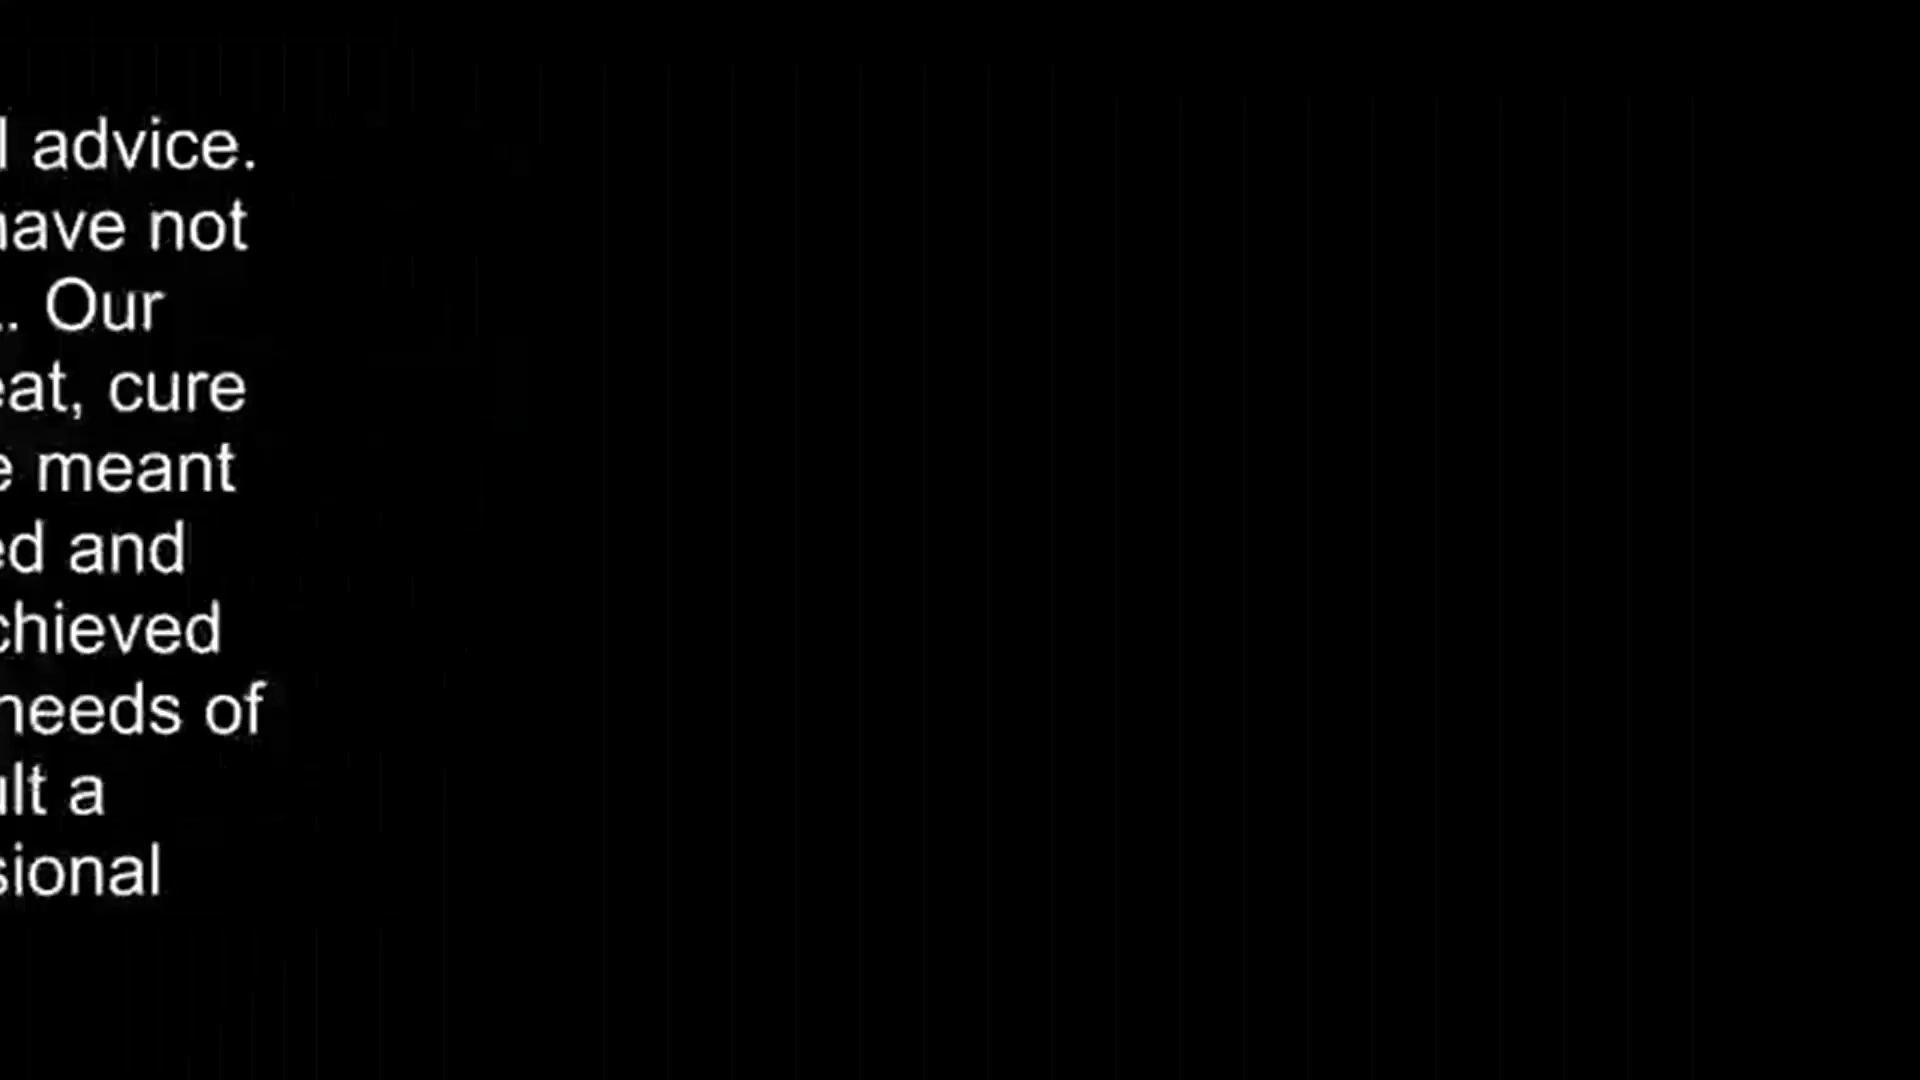 l advice.
have not
. Our
eat, cure
e meant
ed and
chieved
needs of
ult a
sional